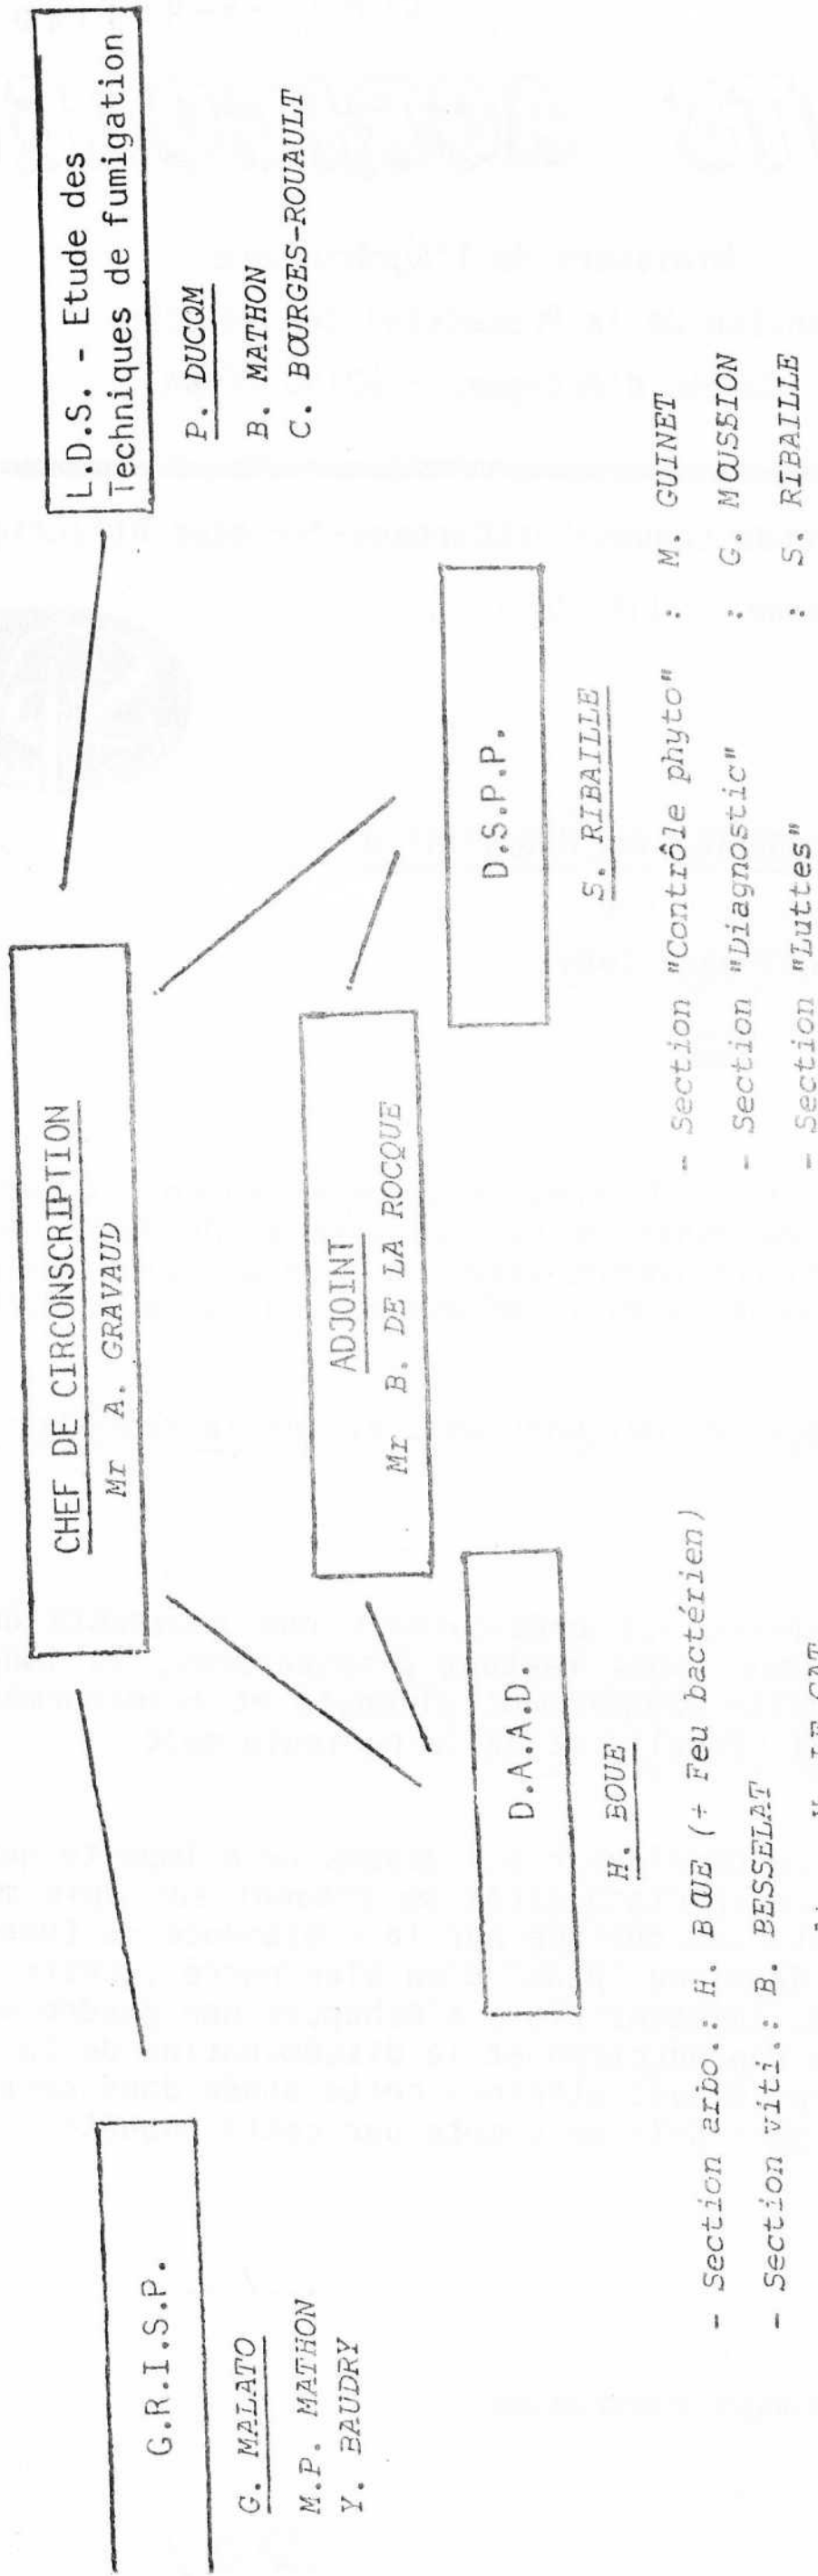 CHEF DE CIRCONSCRIPTION
Mr A. GRAVAUD
L.D.S. - Etude des
Techniques de fumigation
P. DUCOM
B. MATHON
C. BOURGES-ROUAULT
G.R.I.S.P.
G. MALATO
M.P. MATHON
Y. BAUDRY
ADJOINT
Mr B. DE LA ROCQUE
D.A.A.D.
H. BOUE
- Section arbo.: H. BOUE (+ Feu bactérien)
- Section viti.: B. BESSELAT
LE GAT
D.S.P.P.
S. RIBAILLE
- Section "Contrôle phyto" : M. GUINET
- Section "Diagnostic" : G. MOUSSION
- Section "Luttes" : S. RIBAILLE